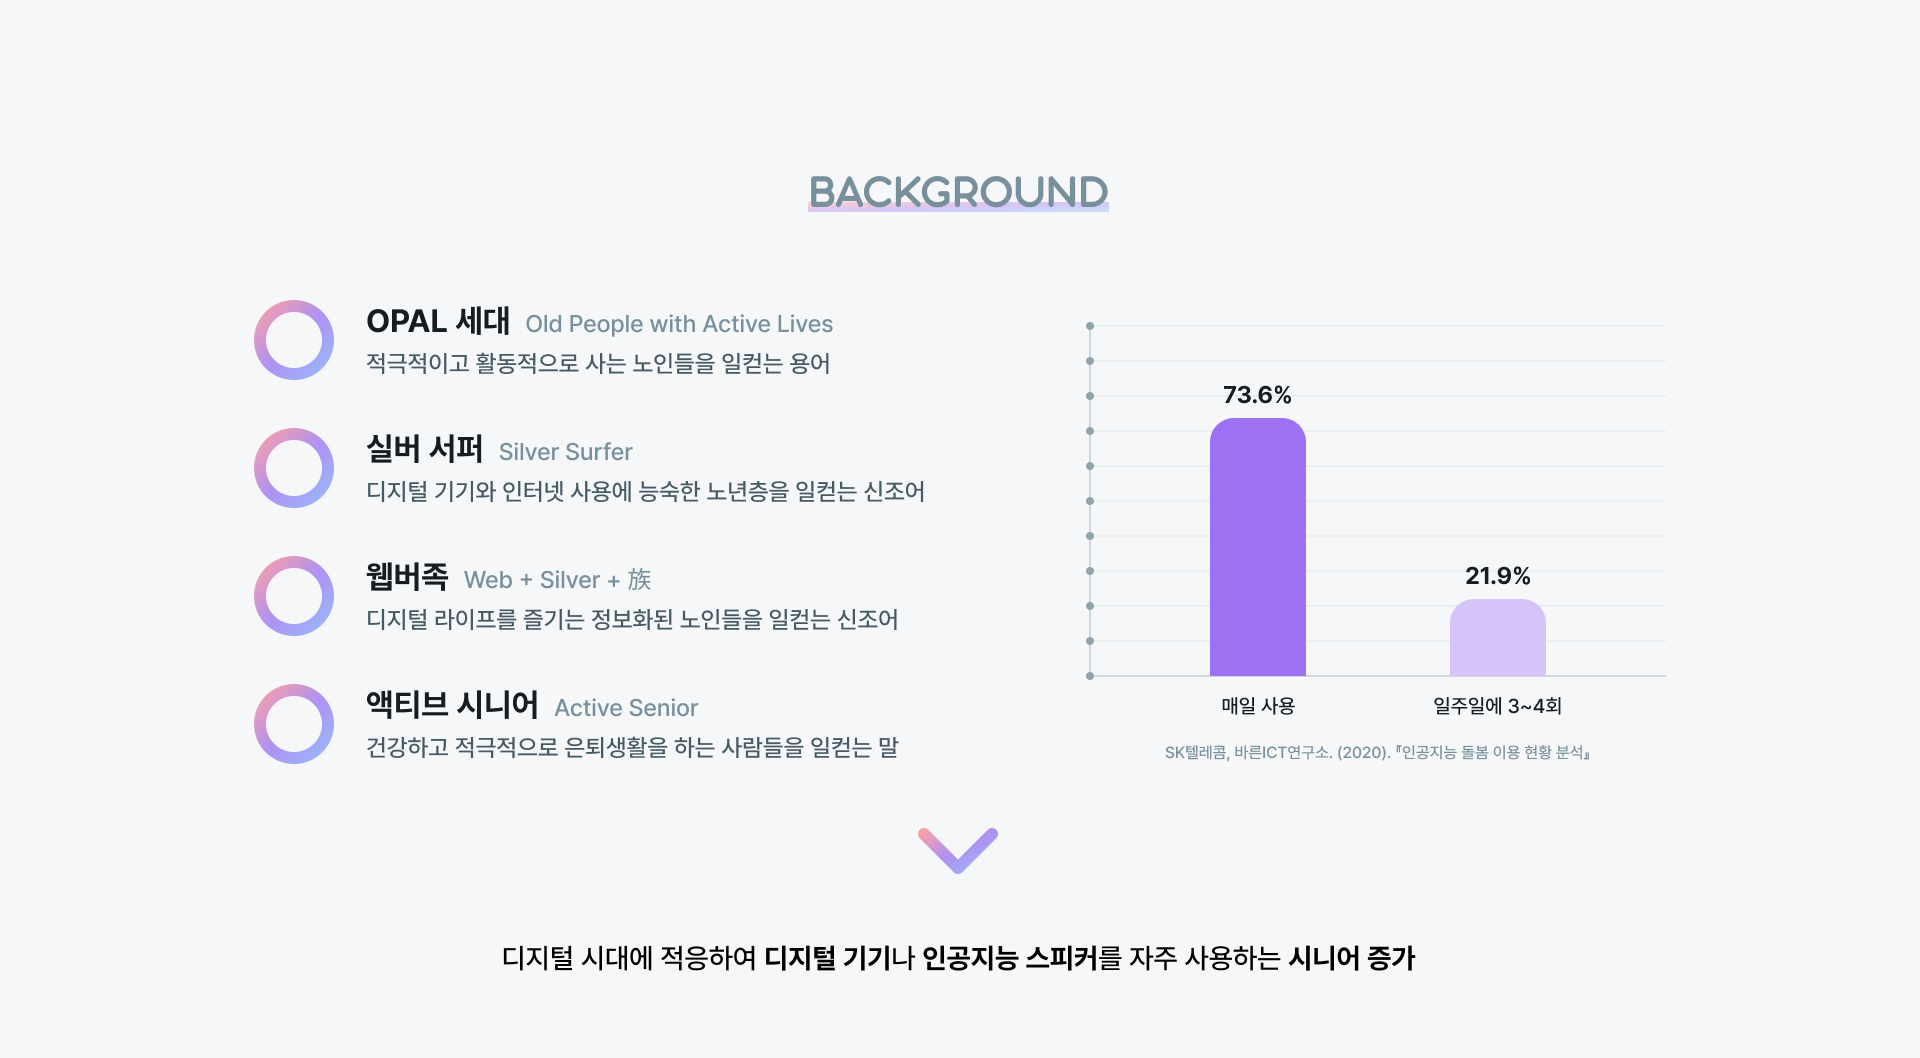 BACKGROUND
OPAL 세대 Old People with Active Lives
적극적이고 활동적으로 사는 노인들을 일컫는 용어
실버 서퍼 Silver Surfer
디지털 기기와 인터넷 사용에 능숙한 노년층을 일컫는 신조어
웹버족 Web + Silver + 族
디지털 라이프를 즐기는 정보화된 노인들을 일컫는 신조어
액티브 시니어 Active Senior
건강하고 적극적으로 은퇴생활을 하는 사람들을 일컫는 말
73.6%
21.9%
매일 사용
일주일에 3~4회
SK텔레콤, 바른ICT연구소. (2020). 『인공지능 돌봄 이용 현황 분석』
디지털 시대에 적응하여 디지털 기기나 인공지능 스피커를 자주 사용하는 시니어 증가